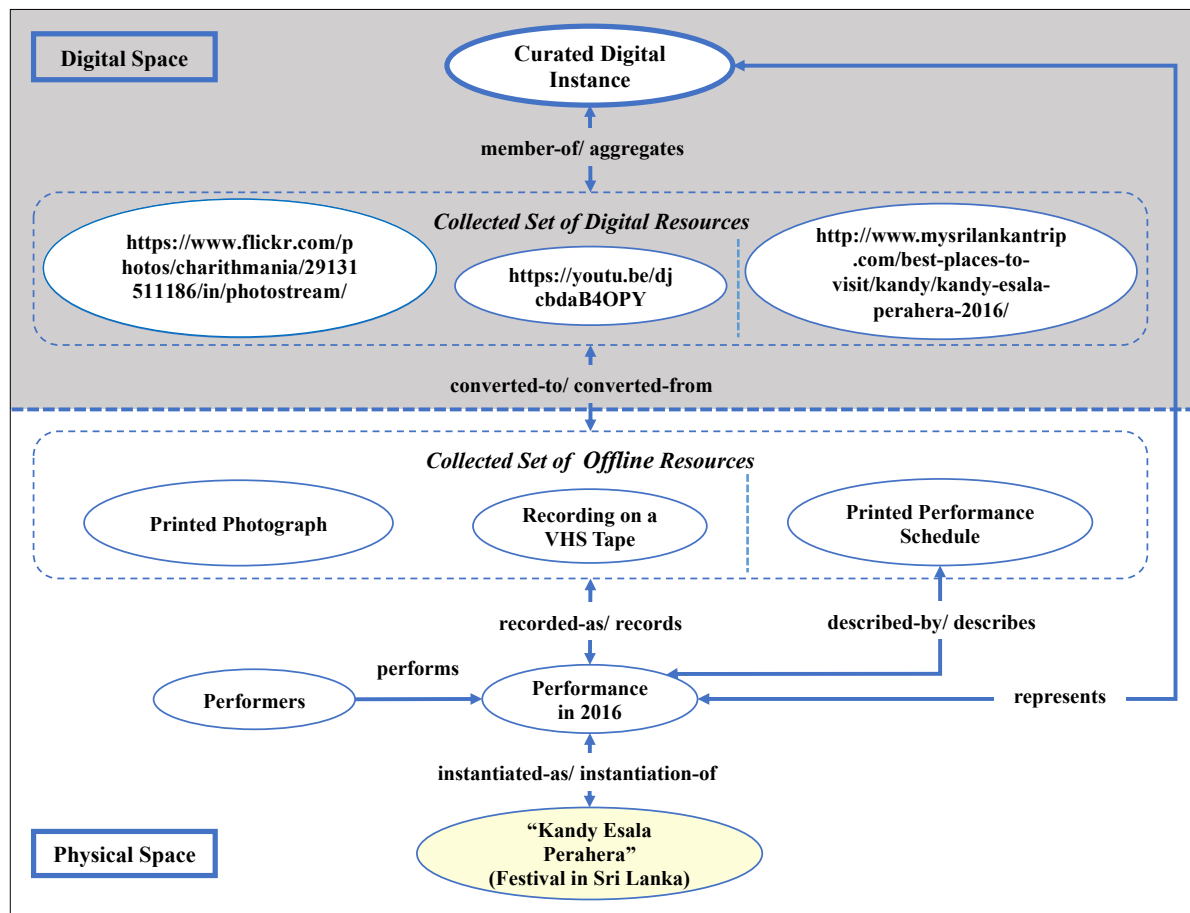 Digital Space
Curated Digital
Instance
member-of/ aggregates
Collected Set of Digital Resources
https://www.flickr.com/p
hotos/charithmania/29131
511186/in/photostream/
https://youtu.be/dj
cbdaB4OPY
http://www.mysrilankantrip
.com/best-places-to-
visit/kandy/kandy-esala-
perahera-2016/
converted-to/ converted-from
Collected Set of Offline Resources
Printed Photograph
Recording on a
VHS Tape
Printed Performance
Schedule
recorded-as/ records
described-by/ describes
performs
Performers
Performance
in 2016
represents
instantiated-as/ instantiation-of
“Kandy Esala
Perahera”
(Festival in Sri Lanka)
Physical Space